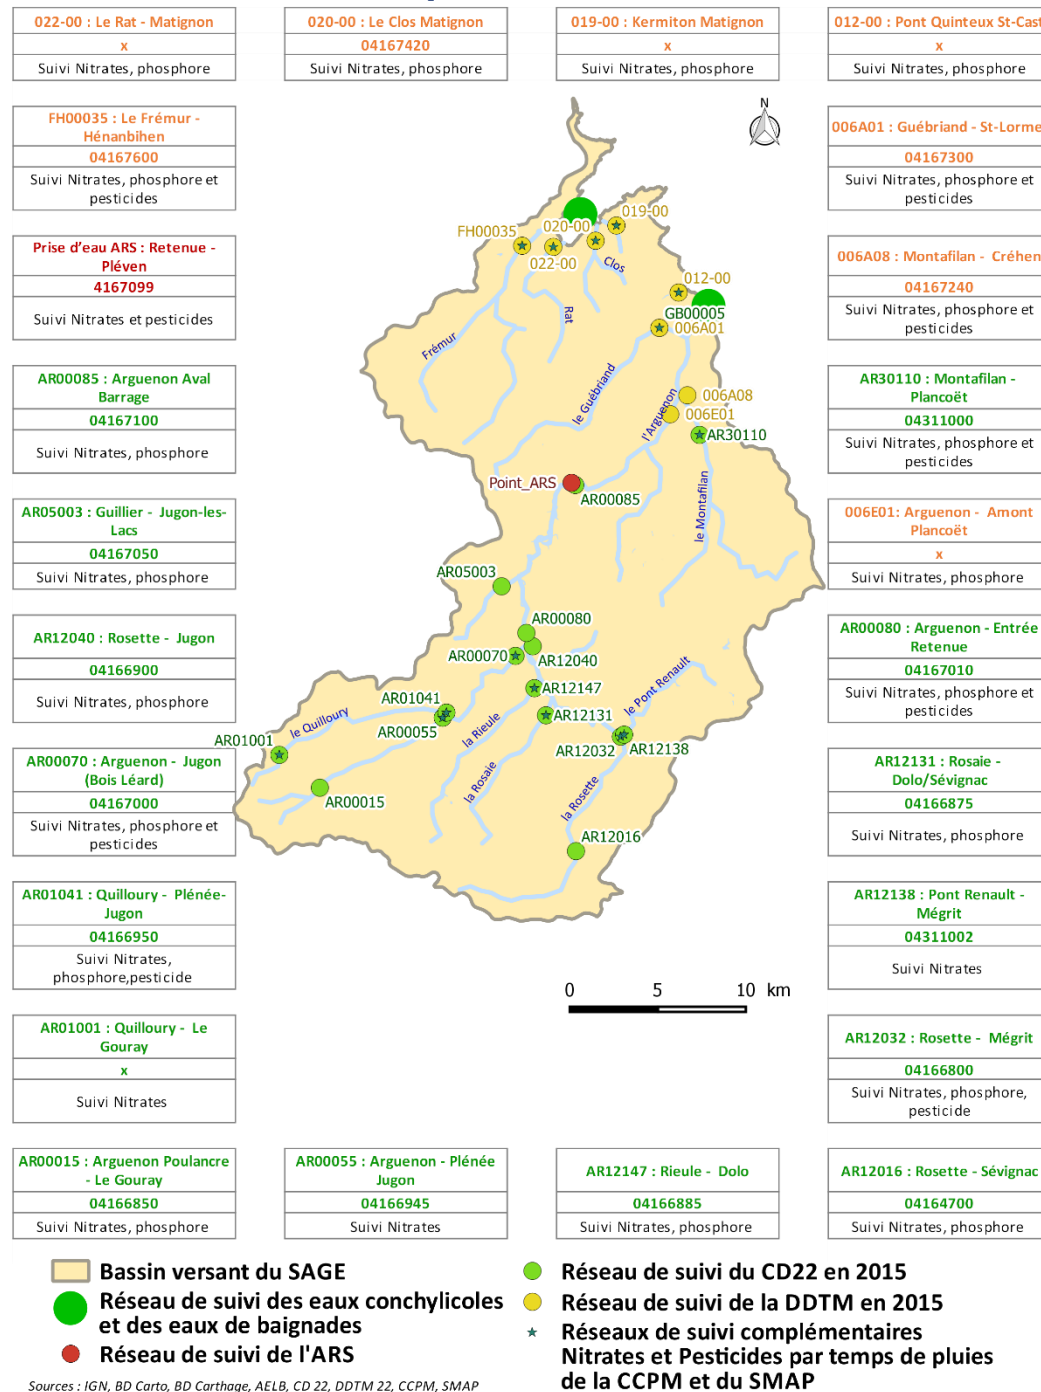 022-00 : Le Rat - Matignon
x
Suivi Nitrates, phosphore
020-00 : Le Clos Matignon
04167420
Suivi Nitrates, phosphore
019-00 : Kermiton Matignon
x
Suivi Nitrates, phosphore
012-00 : Pont Quinteux St-Cast
x
Suivi Nitrates, phosphore
FH00035 : Le Frémur -
Hénanbihen
04167600
Suivi Nitrates, phosphore et
pesticides
Prise d'eau ARS : Retenue -
Pléven
4167099
Suivi Nitrates et pesticides
AR00085 : Arguenon Aval
Barrage
04167100
Suivi Nitrates, phosphore
AR05003 : Guillier - Jugon-les-
Lacs
04167050
Suivi Nitrates, phosphore
AR12040 : Rosette - Jugon
04166900
Suivi Nitrates, phosphore
AR00070 : Arguenon - Jugon
(Bois Léard)
04167000
Suivi Nitrates, phosphore et
pesticides
AR01041 : Quilloury - Plénée-
Jugon
04166950
Suivi Nitrates,
phosphore,pesticide
AR01001 : Quilloury - Le
Gouray
x
Suivi Nitrates
AR00015 : Arguenon Poulancre
- Le Gouray
04166850
Suivi Nitrates, phosphore
AR00055 : Arguenon - Plénée
Jugon
04166945
Suivi Nitrates
AR12147 : Rieule - Dolo
04166885
Suivi Nitrates, phosphore
AR12016 : Rosette - Sévignac
04164700
Suivi Nitrates, phosphore
006A01 : Guébriand - St-Lorme
04167300
Suivi Nitrates, phosphore et
pesticides
006A08 : Montafilan - Créhen
04167240
Suivi Nitrates, phosphore et
pesticides
AR30110 : Montafilan -
Plancoët
04311000
Suivi Nitrates, phosphore et
pesticides
006E01: Arguenon - Amont
Plancoët
x
Suivi Nitrates, phosphore
AR00080 : Arguenon - Entrée
Retenue
04167010
Suivi Nitrates, phosphore et
pesticides
AR12131 : Rosaie -
Dolo/Sévignac
04166875
Suivi Nitrates, phosphore
AR12138 : Pont Renault -
Mégrit
04311002
Suivi Nitrates
AR12032 : Rosette - Mégrit
04166800
Suivi Nitrates, phosphore,
pesticide
N
019-00
020-00
FH00035
022-00
Clos
012-00
GB00005
006A01
Rat
Frémur
le Guébriand
l'Arguenon
006A08
006E01
AR30110
Point_ARS
AR00085
le Montafilan
AR05003
AR00080
AR00070
AR12040
AR12147
le Pont Renault
AR01041
AR00055
AR12131
le Quilloury
la Rieule
AR01001
AR12032
AR12138
la Rosaie
la Rosette
AR00015
AR12016
0 5 10 km
Bassin versant du SAGE
Réseau de suivi des eaux conchylicoles
et des eaux de baignades
Réseau de suivi de l'ARS
Réseau de suivi du CD22 en 2015
Réseau de suivi de la DDTM en 2015
Réseaux de suivi complémentaires
Nitrates et Pesticides par temps de pluies
de la CCPM et du SMAP
Sources : IGN, BD Carto, BD Carthage, AELB, CD 22, DDTM 22, CCPM, SMAP